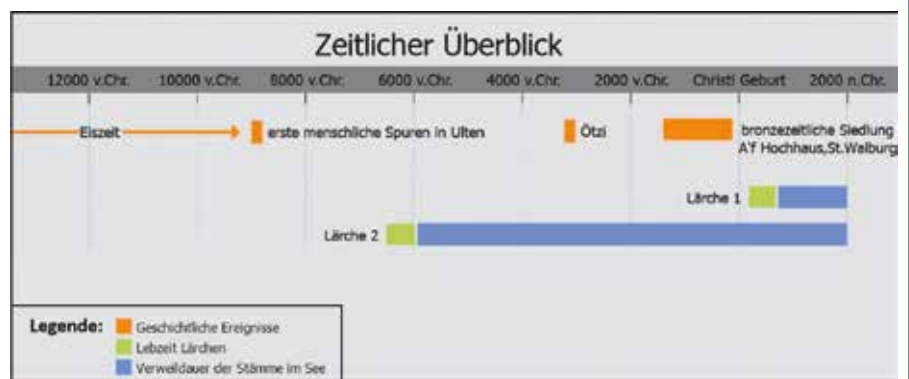 Zeitlicher Überblick
12000 v.Chr. 10000 v.Chr. 8000 v.Chr. 6000 v.Chr. 4000 v.Chr. 2000 v.Chr. Christi Geburt 2000 n.Chr.
Eiszeit erste menschliche Spuren in Ulten Ötzi bronzezeitliche Siedlung
A'f Hochhaus,St.Walburg
Lärche 1
Lärche 2
Legende:
Geschichtliche Ereignisse
Lebzeit Lärchen
Verweildauer der Stämme im See